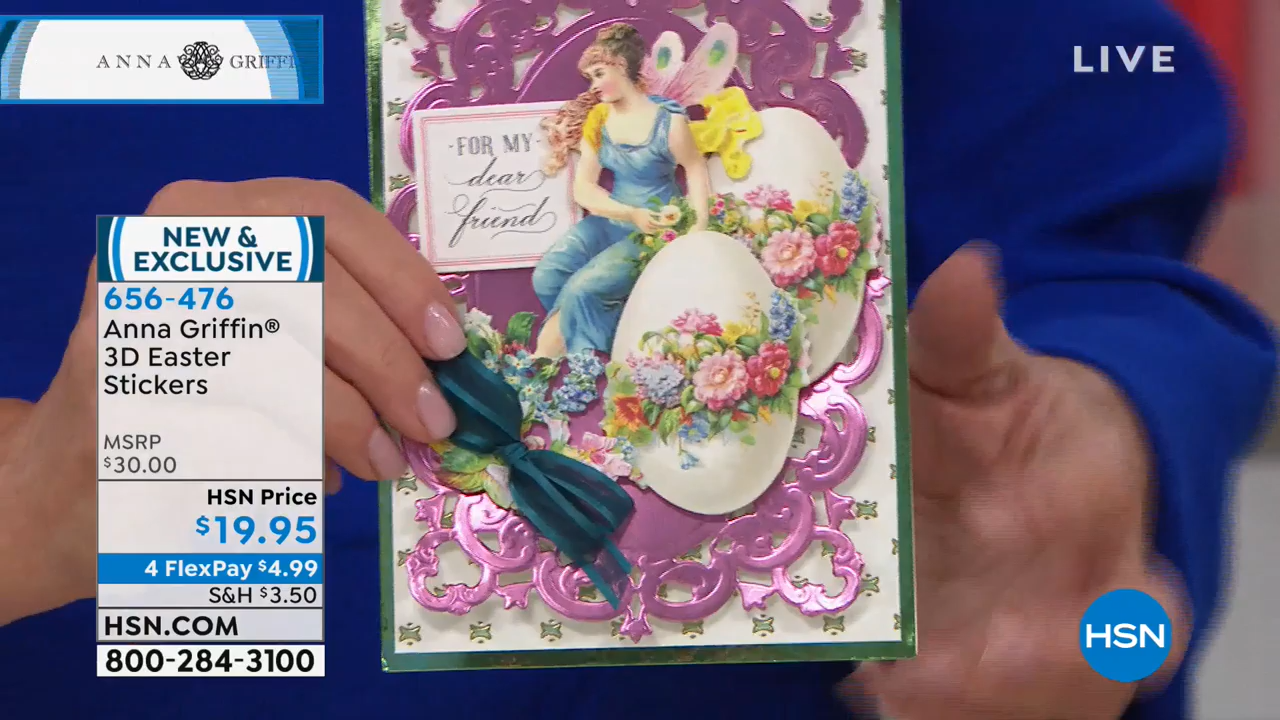 ANNA GRIFFI
LIVE
-FOR MY-
dear
friend
NEW &
EXCLUSIVE
656-476
Anna Griffin®
3D Easter
Stickers
MSRP
$30.00
HSN Price
$19.95
4 FlexPay $4.99
S&H $3.50
HSN.COM
800-284-3100
HSN